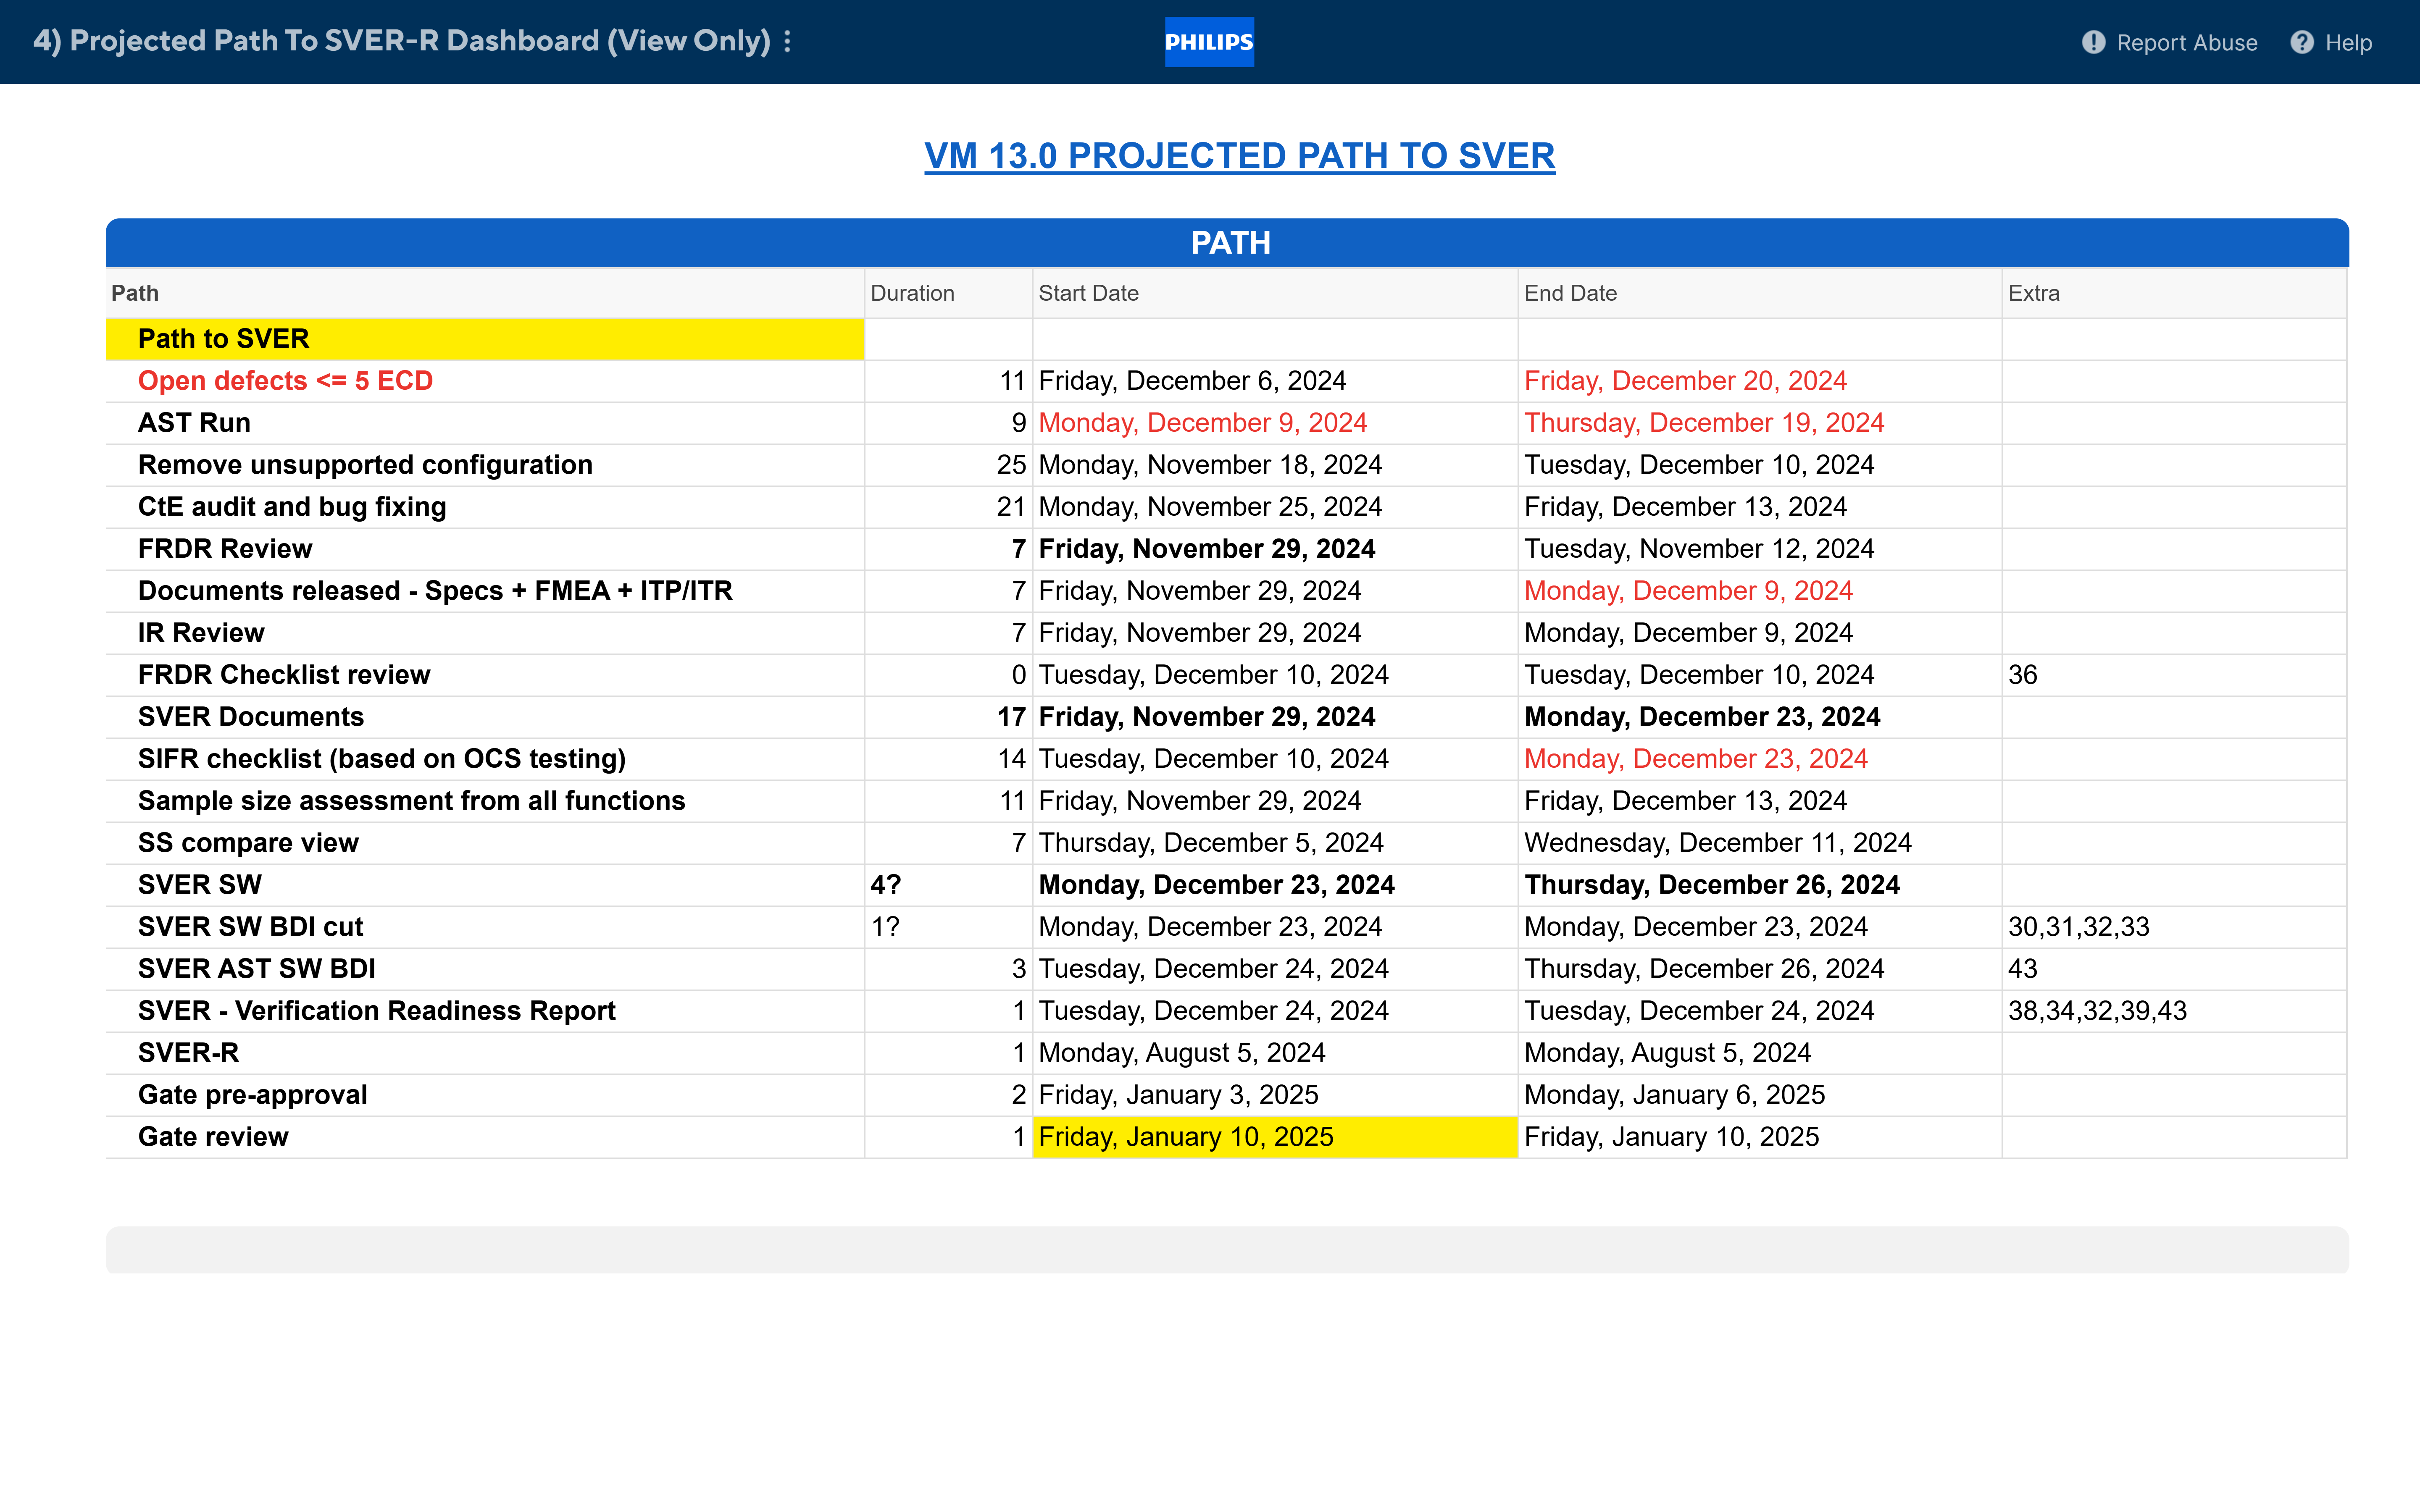 4) Projected Path To SVER-R Dashboard (View Only)
PHILIPS
Report Abuse
Help
VM 13.0 PROJECTED PATH TO SVER
PATH
Path Duration Start Date End Date Extra
Path to SVER
Open defects <= 5 ECD 11 Friday, December 6, 2024 Friday, December 20, 2024
AST Run 9 Monday, December 9, 2024 Thursday, December 19, 2024
Remove unsupported configuration 25 Monday, November 18, 2024 Tuesday, December 10, 2024
CtE audit and bug fixing 21 Monday, November 25, 2024 Friday, December 13, 2024
FRDR Review 7 Friday, November 29, 2024 Tuesday, November 12, 2024
Documents released - Specs + FMEA + ITP/ITR 7 Friday, November 29, 2024 Monday, December 9, 2024
IR Review 7 Friday, November 29, 2024 Monday, December 9, 2024
FRDR Checklist review 0 Tuesday, December 10, 2024 Tuesday, December 10, 2024 36
SVER Documents 17 Friday, November 29, 2024 Monday, December 23, 2024
SIFR checklist (based on OCS testing) 14 Tuesday, December 10, 2024 Monday, December 23, 2024
Sample size assessment from all functions 11 Friday, November 29, 2024 Friday, December 13, 2024
SS compare view 7 Thursday, December 5, 2024 Wednesday, December 11, 2024
SVER SW 4? Monday, December 23, 2024 Thursday, December 26, 2024
SVER SW BDI cut 1? Monday, December 23, 2024 Monday, December 23, 2024 30,31,32,33
SVER AST SW BDI 3 Tuesday, December 24, 2024 Thursday, December 26, 2024 43
SVER - Verification Readiness Report 1 Tuesday, December 24, 2024 Tuesday, December 24, 2024 38,34,32,39,43
SVER-R 1 Monday, August 5, 2024 Monday, August 5, 2024
Gate pre-approval 2 Friday, January 3, 2025 Monday, January 6, 2025
Gate review 1 Friday, January 10, 2025 Friday, January 10, 2025